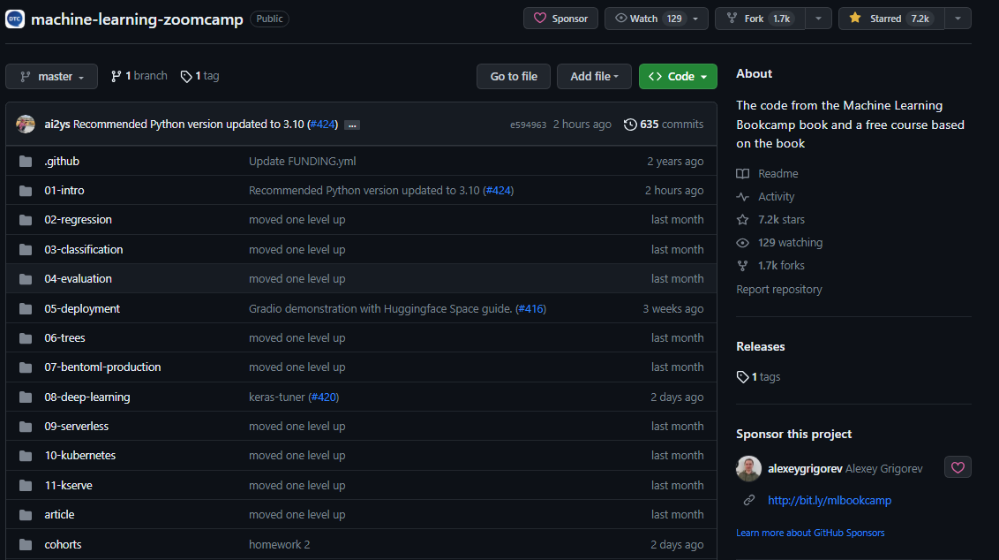 DTC machine-learning-zoomcamp Public Sponsor Watch 129 Fork 1.7k Starred 7.2k
master 1 branch 1 tag Go to file Add file Code
ai2ys Recommended Python version updated to 3.10 (#424) ... e594963 2 hours ago 635 commits
.github Update FUNDING.yml 2 years ago
01-intro Recommended Python version updated to 3.10 (#424) 2 hours ago
02-regression moved one level up last month
03-classification moved one level up last month
04-evaluation moved one level up last month
05-deployment Gradio demonstration with Huggingface Space guide. (#416) 3 weeks ago
06-trees moved one level up last month
07-bentoml-production moved one level up last month
08-deep-learning keras-tuner (#420) 2 days ago
09-serverless moved one level up last month
10-kubernetes moved one level up last month
11-kserve moved one level up last month
article moved one level up last month
cohorts homework 2 2 days ago
About
The code from the Machine Learning
Bookcamp book and a free course based
on the book
Readme
Activity
7.2k stars
129 watching
1.7k forks
Report repository
Releases
1 tags
Sponsor this project
alexeygrigorev Alexey Grigorev
http://bit.ly/mlbookcamp
Learn more about GitHub Sponsors